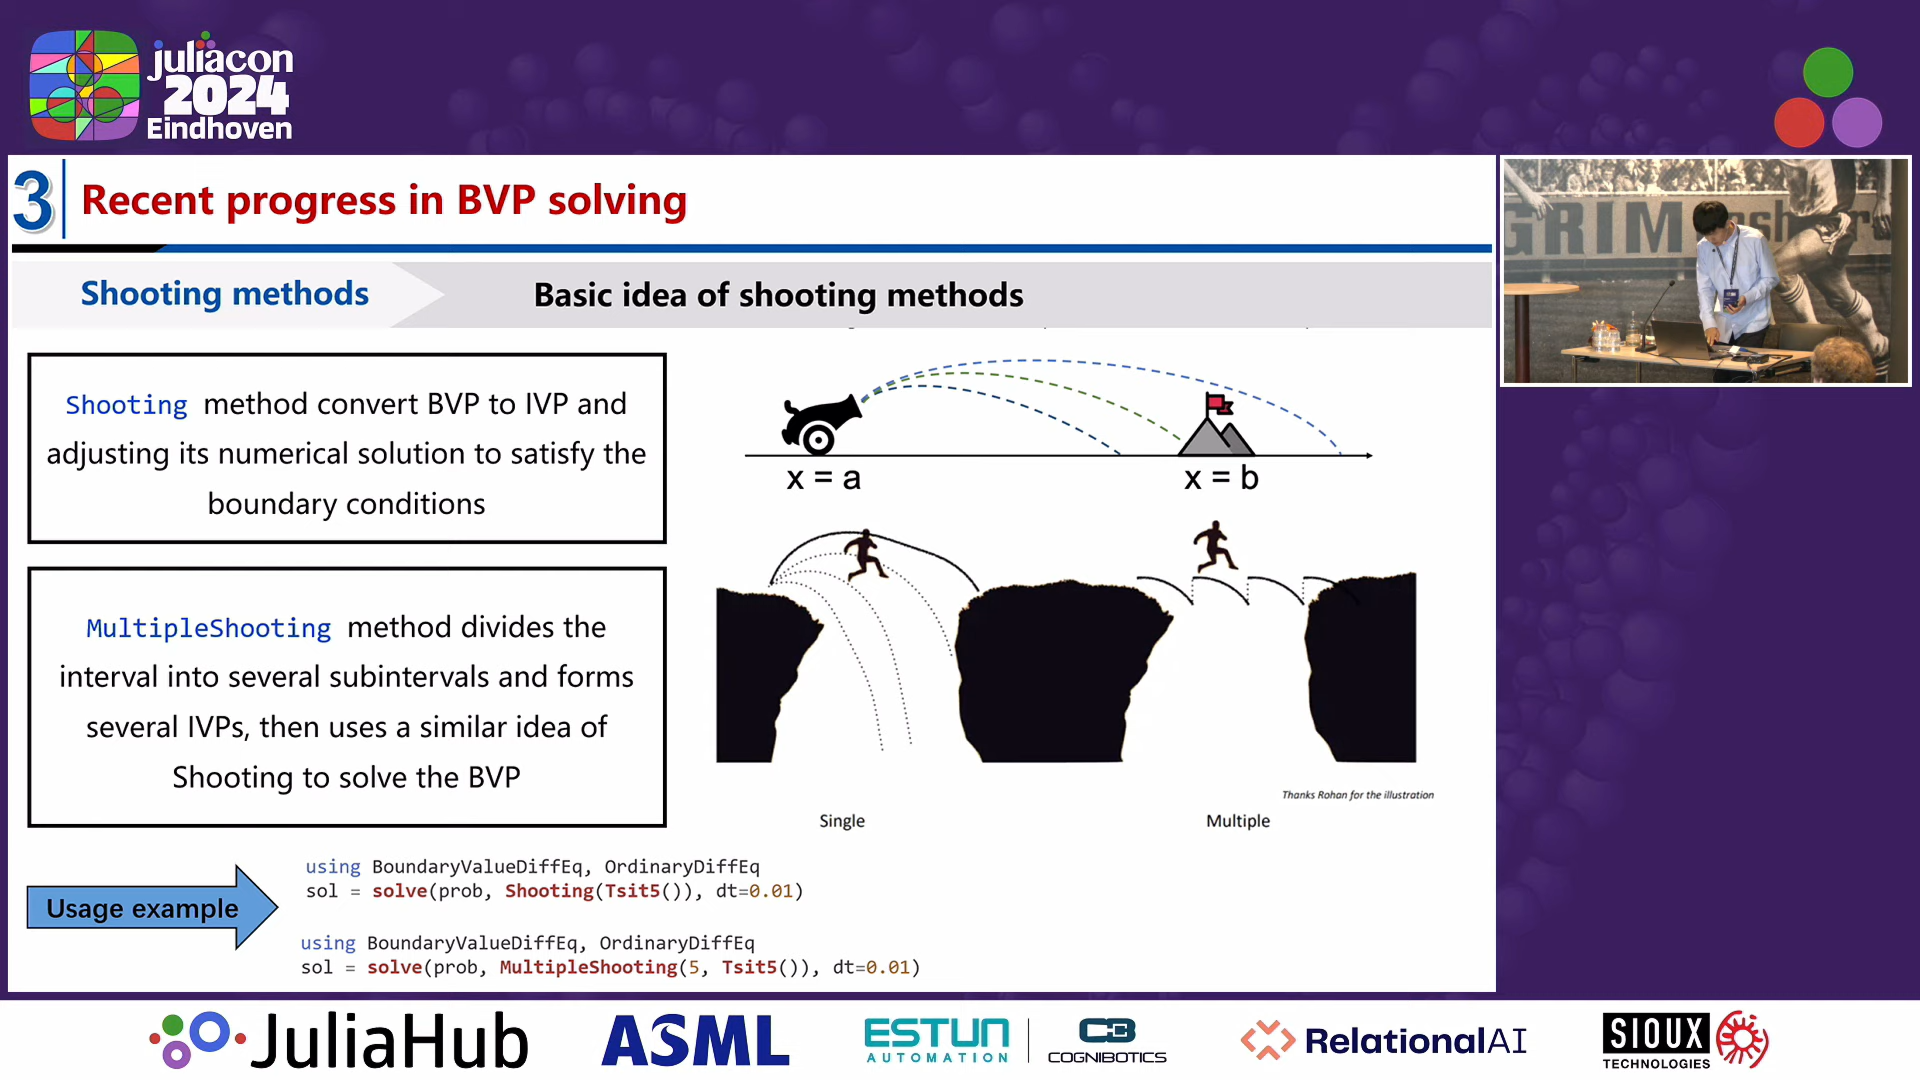 juliacon
2024
Eindhoven
3
Recent progress in BVP solving
Shooting methods
Basic idea of shooting methods
Shooting method convert BVP to IVP and
adjusting its numerical solution to satisfy the
boundary conditions
x = a
x = b
MultipleShooting method divides the
interval into several subintervals and forms
several IVPs, then uses a similar idea of
Shooting to solve the BVP
Thanks Rohan for the illustration
Single
Multiple
Usage example
using BoundaryValueDiffEq, OrdinaryDiffEq
sol = solve(prob, Shooting(Tsit5()), dt=0.01)
using BoundaryValueDiffEq, OrdinaryDiffEq
sol = solve(prob, MultipleShooting(5, Tsit5()), dt=0.01)
GRIM
JuliaHub
ASML
ESTUN
AUTOMATION
COGNIBOTICS
RelationalAI
SIOUX
TECHNOLOGIES